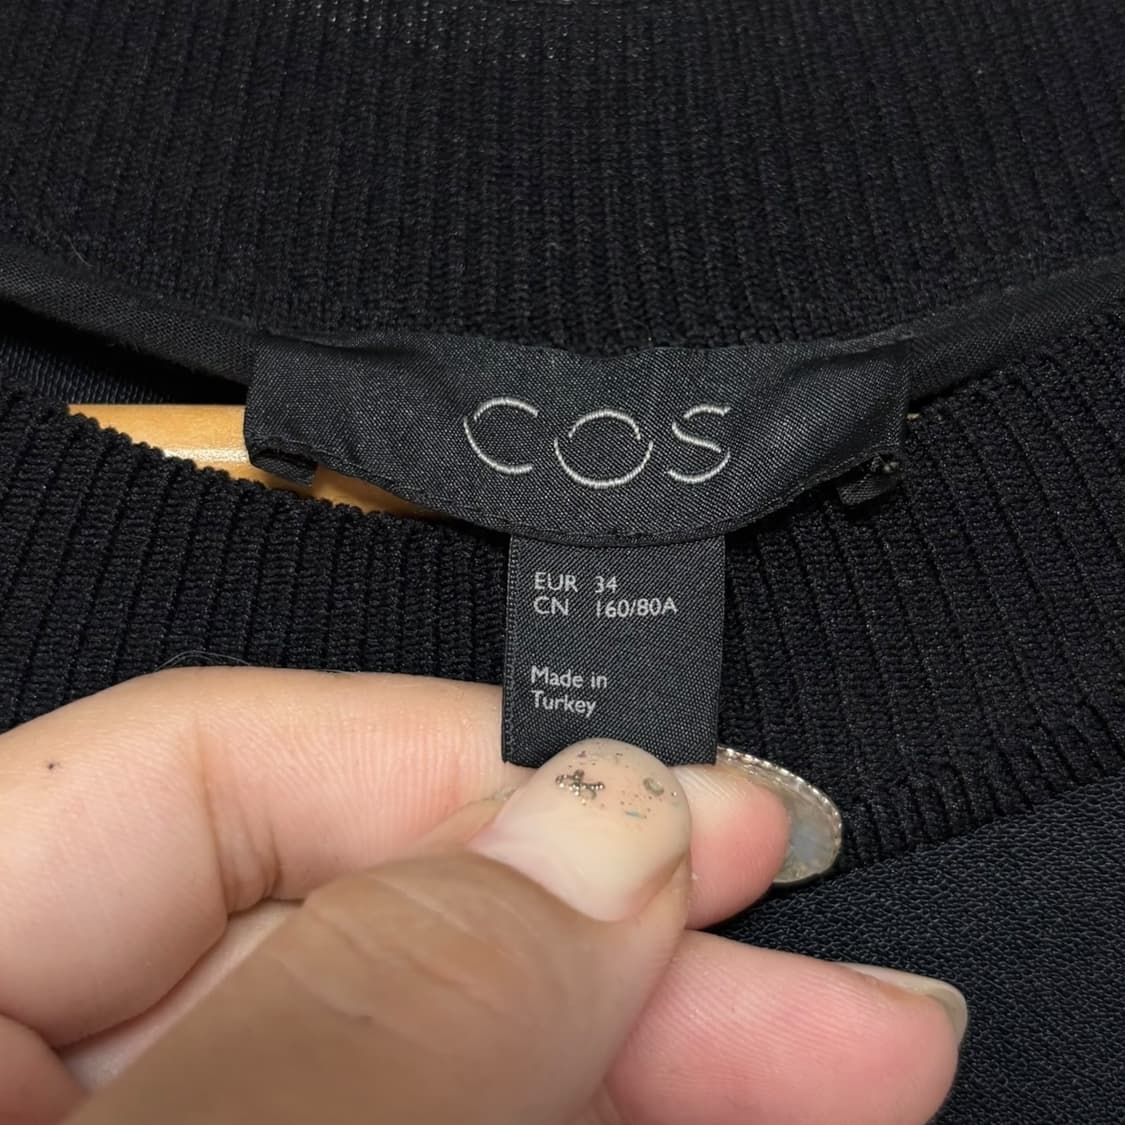 COS
EUR 34
CN 160/80A
Made in
Turkey